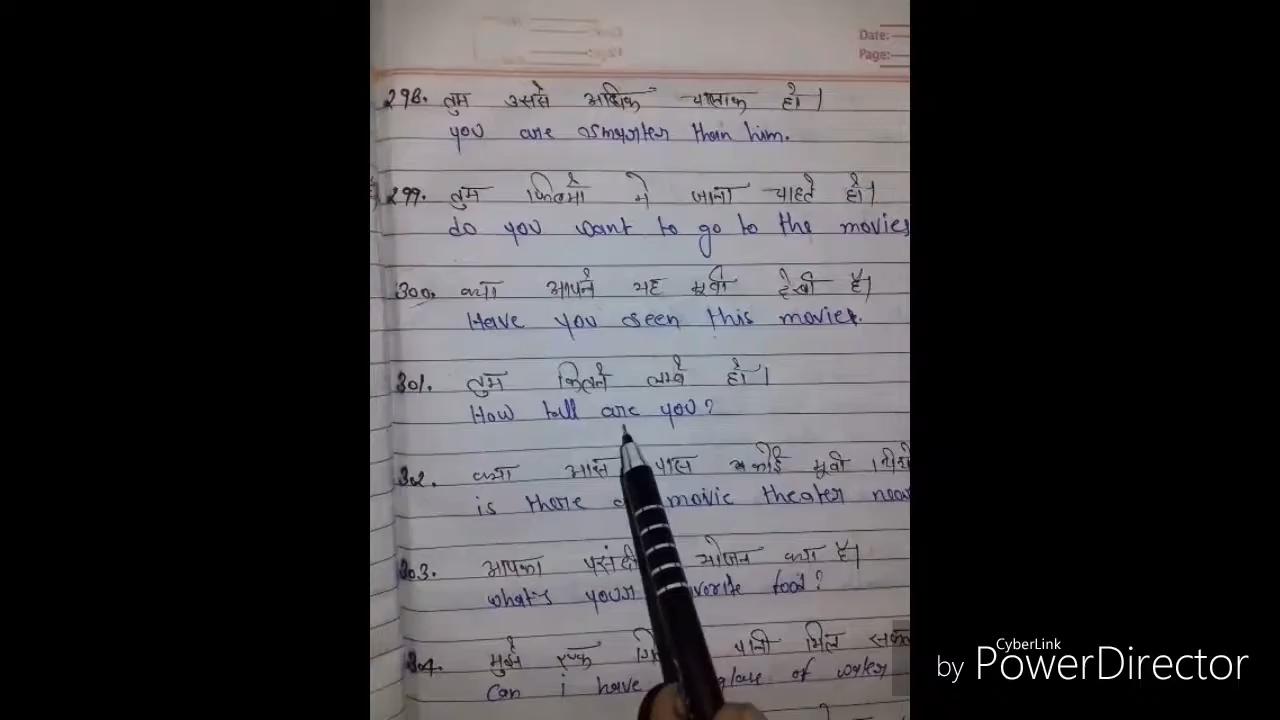 Date:
Page:
298. तुम उससे अधिक चालाक हो।
you are smarter than him.
299. तुम फिल्मो मे जाना चाहते हो।
do you want to go to the movies
300. क्या आपने यह मूवी देखी है।
Have you seen this movies.
301. तुम कितने लम्बे हो।
How tall are you?
302. क्या आस पास कोई मूवी
is there a movie theater near
303. आपका पसंदी भोजन क्या है।
what's your favorite food?
304. मुझे एक पानी मिल
Can i have glass of water
CyberLink
by PowerDirector